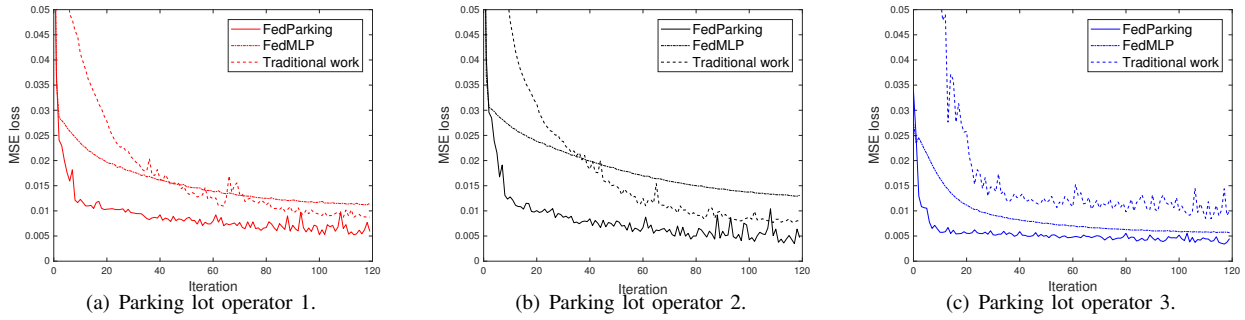 0.05
0.045
0.04
0.035
0.03
0.025
0.02
0.015
0.01
0.005
0
MSE loss
0 20 40 60 80 100 120
Iteration
FedParking
FedMLP
Traditional work
(a) Parking lot operator 1.
0.05
0.045
0.04
0.035
0.03
0.025
0.02
0.015
0.01
0.005
0
MSE loss
0 20 40 60 80 100 120
Iteration
FedParking
FedMLP
Traditional work
(b) Parking lot operator 2.
0.05
0.045
0.04
0.035
0.03
0.025
0.02
0.015
0.01
0.005
0
MSE loss
0 20 40 60 80 100 120
Iteration
FedParking
FedMLP
Traditional work
(c) Parking lot operator 3.